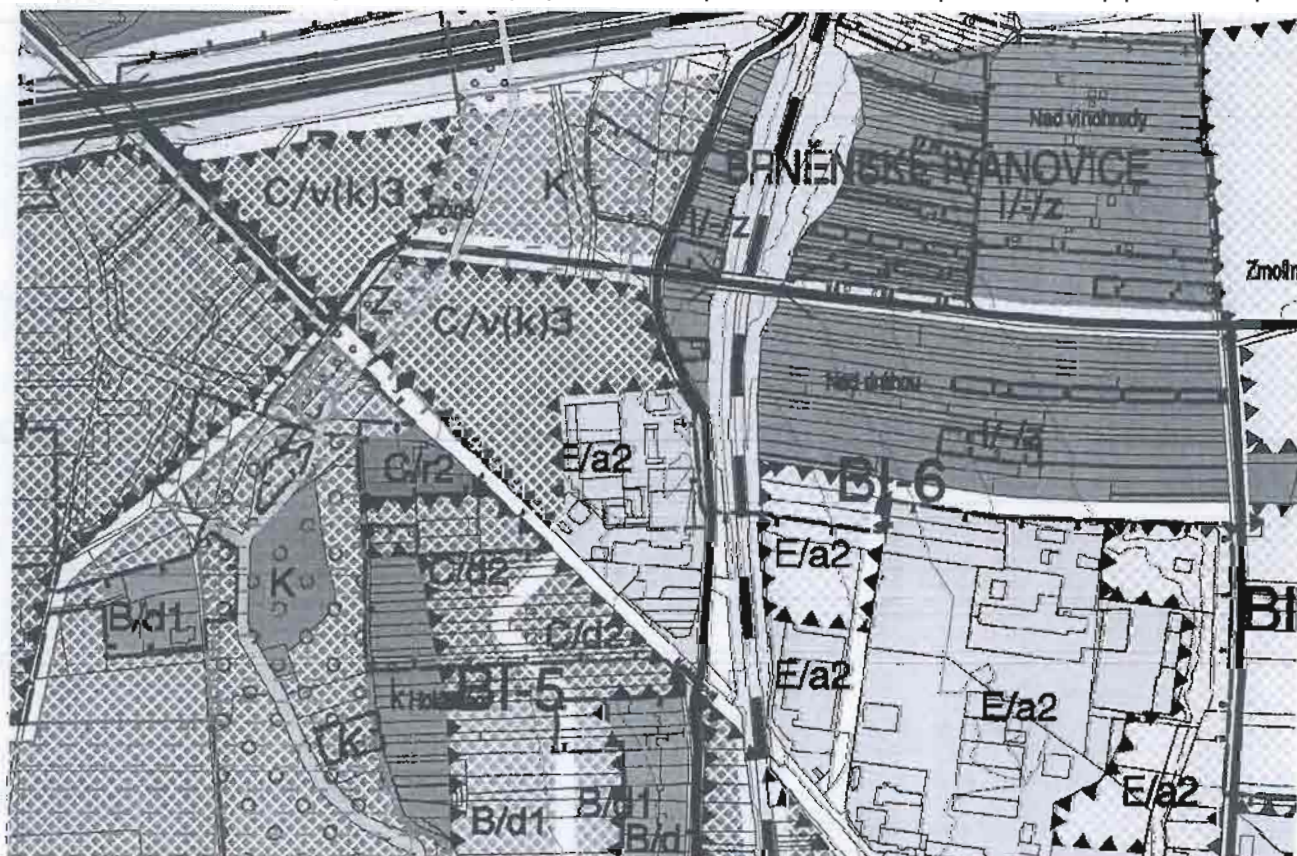 Nad vinohrady
BRNĚNSKÉ IVANOVICE
C/v(k)3
K
I/-/z
I/-/z
Z
C/v(k)3
Nad dráhou
E/a2
BI-6
C/r2
Z
E/a2
C/d2
K
B/d1
C/d2
BI
E/a2
BI-5
E/a2
K
E/a2
B/d1
B/d1
B/d